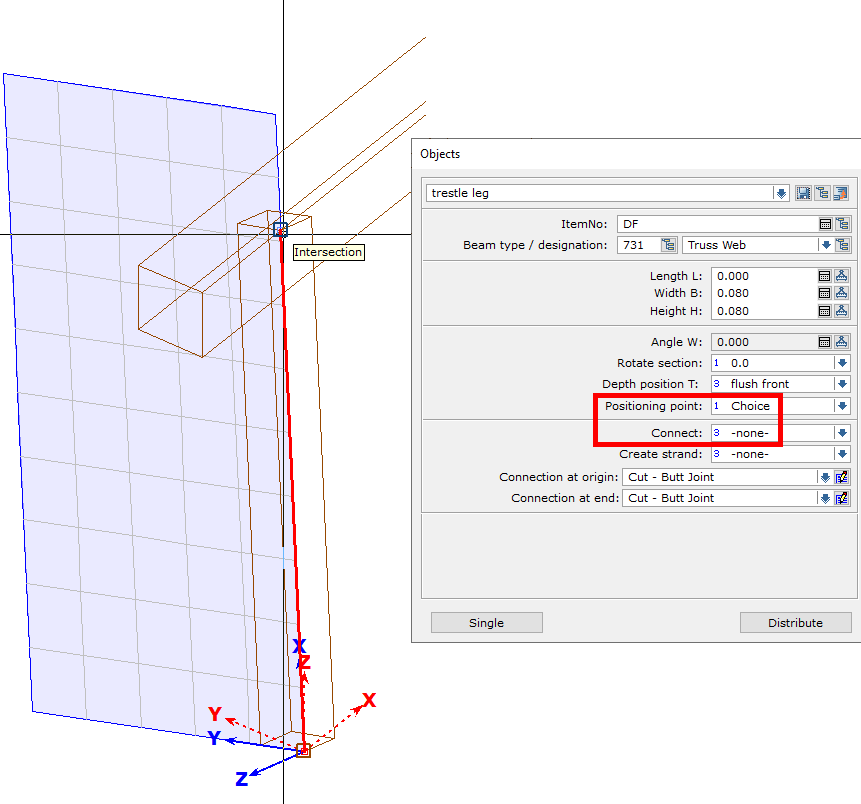 Objects
trestle leg
ItemNo: DF
Beam type / designation: 731 Truss Web
Intersection
Length L: 0.000
Width B: 0.080
Height H: 0.080
Angle W: 0.000
Rotate section: 1 0.0
Depth position T: 3 flush front
Positioning point: 1 Choice
Connect: 3 -none-
Create strand: 3 -none-
Connection at origin: Cut - Butt Joint
Connection at end: Cut - Butt Joint
Single Distribute
X
Z
X
Y
Y
Z